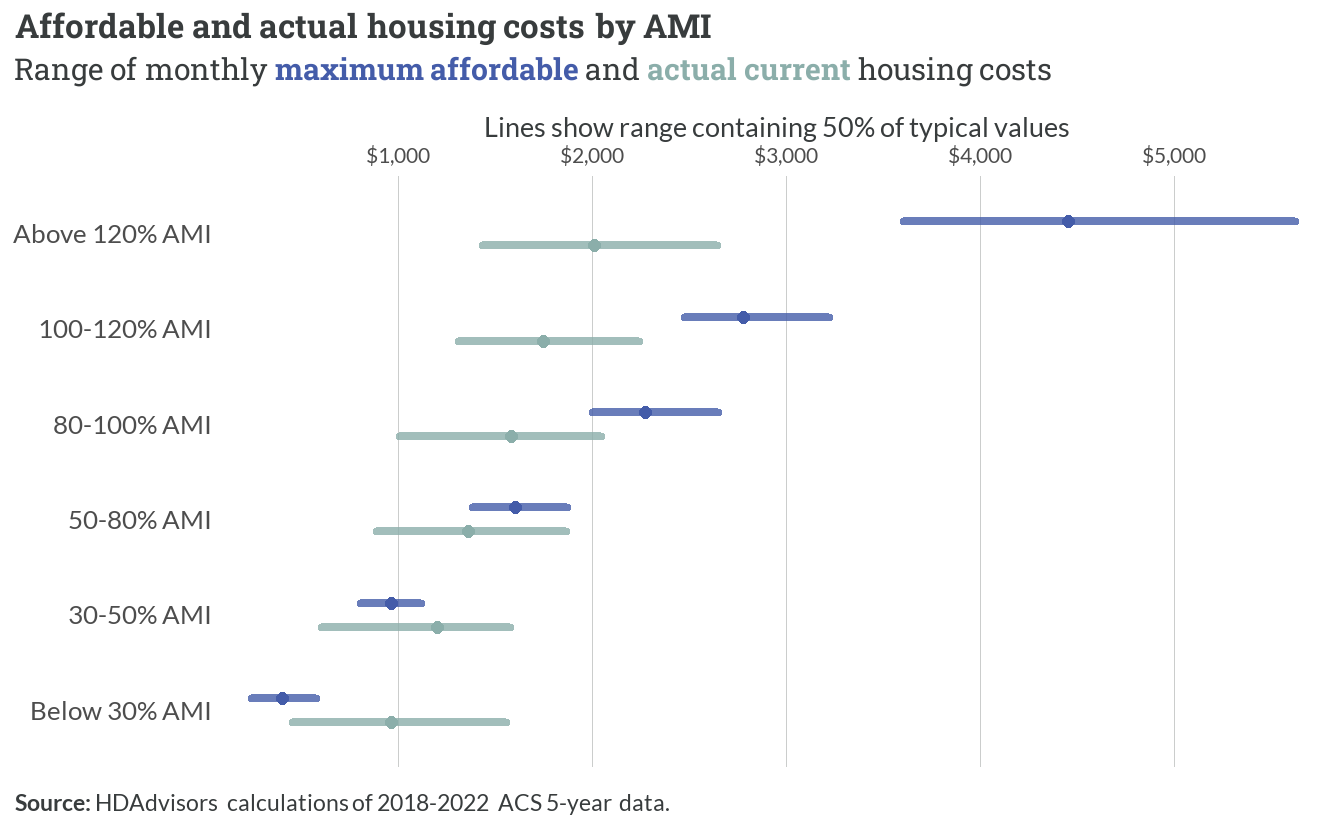 Affordable and actual housing costs by AMI
Range of monthly maximum affordable and actual current housing costs
Lines show range containing 50% of typical values
$1,000 $2,000 $3,000 $4,000 $5,000
Above 120% AMI
100-120% AMI
80-100% AMI
50-80% AMI
30-50% AMI
Below 30% AMI
Source: HDAdvisors calculations of 2018-2022 ACS 5-year data.